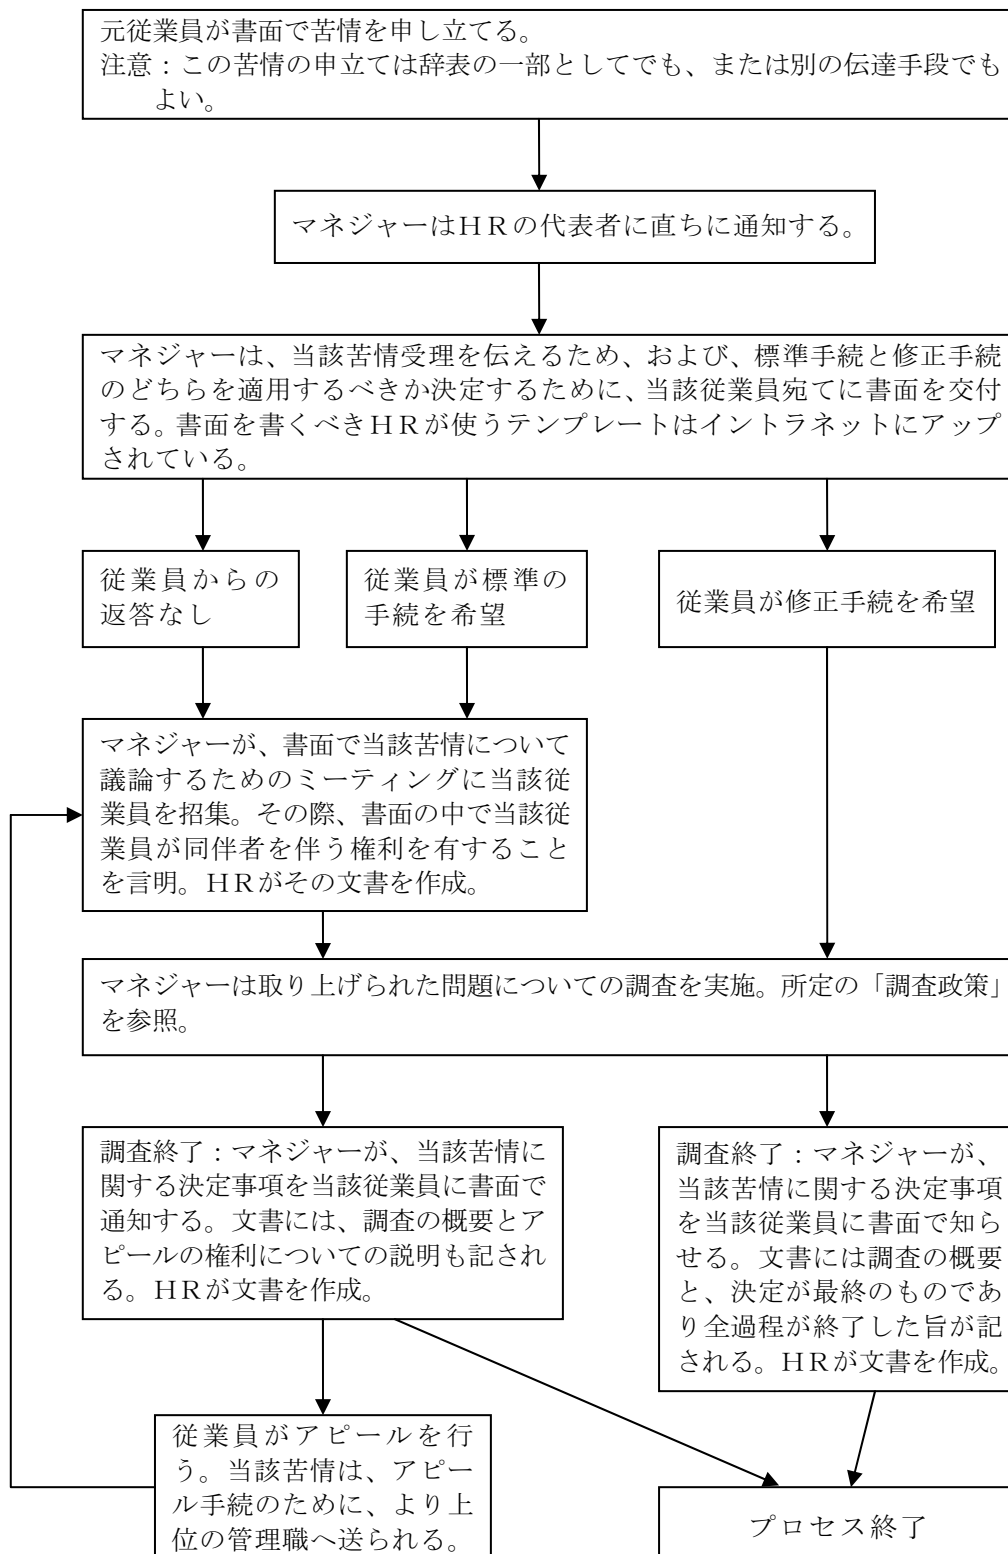 元従業員が書面で苦情を申し立てる。
注意：この苦情の申立ては辞表の一部としてでも、または別の伝達手段でも
よい。
マネジャーはＨＲの代表者に直ちに通知する。
マネジャーは、当該苦情受理を伝えるため、および、標準手続と修正手続
のどちらを適用するべきか決定するために、当該従業員宛てに書面を交付
する。書面を書くべきＨＲが使うテンプレートはイントラネットにアップ
されている。
従業員からの
返答なし
従業員が標準の
手続を希望
従業員が修正手続を希望
マネジャーが、書面で当該苦情について
議論するためのミーティングに当該従
業員を招集。その際、書面の中で当該従
業員が同伴者を伴う権利を有すること
を言明。ＨＲがその文書を作成。
マネジャーは取り上げられた問題についての調査を実施。所定の「調査政策」
を参照。
調査終了：マネジャーが、当該苦情に
関する決定事項を当該従業員に書面で
通知する。文書には、調査の概要とア
ピールの権利についての説明も記され
る。ＨＲが文書を作成。
調査終了：マネジャーが、
当該苦情に関する決定事項
を当該従業員に書面で知ら
せる。文書には調査の概要
と、決定が最終のものであ
り全過程が終了した旨が記
される。ＨＲが文書を作成。
従業員がアピールを行
う。当該苦情は、アピー
ル手続のために、より上
位の管理職へ送られる。
プロセス終了